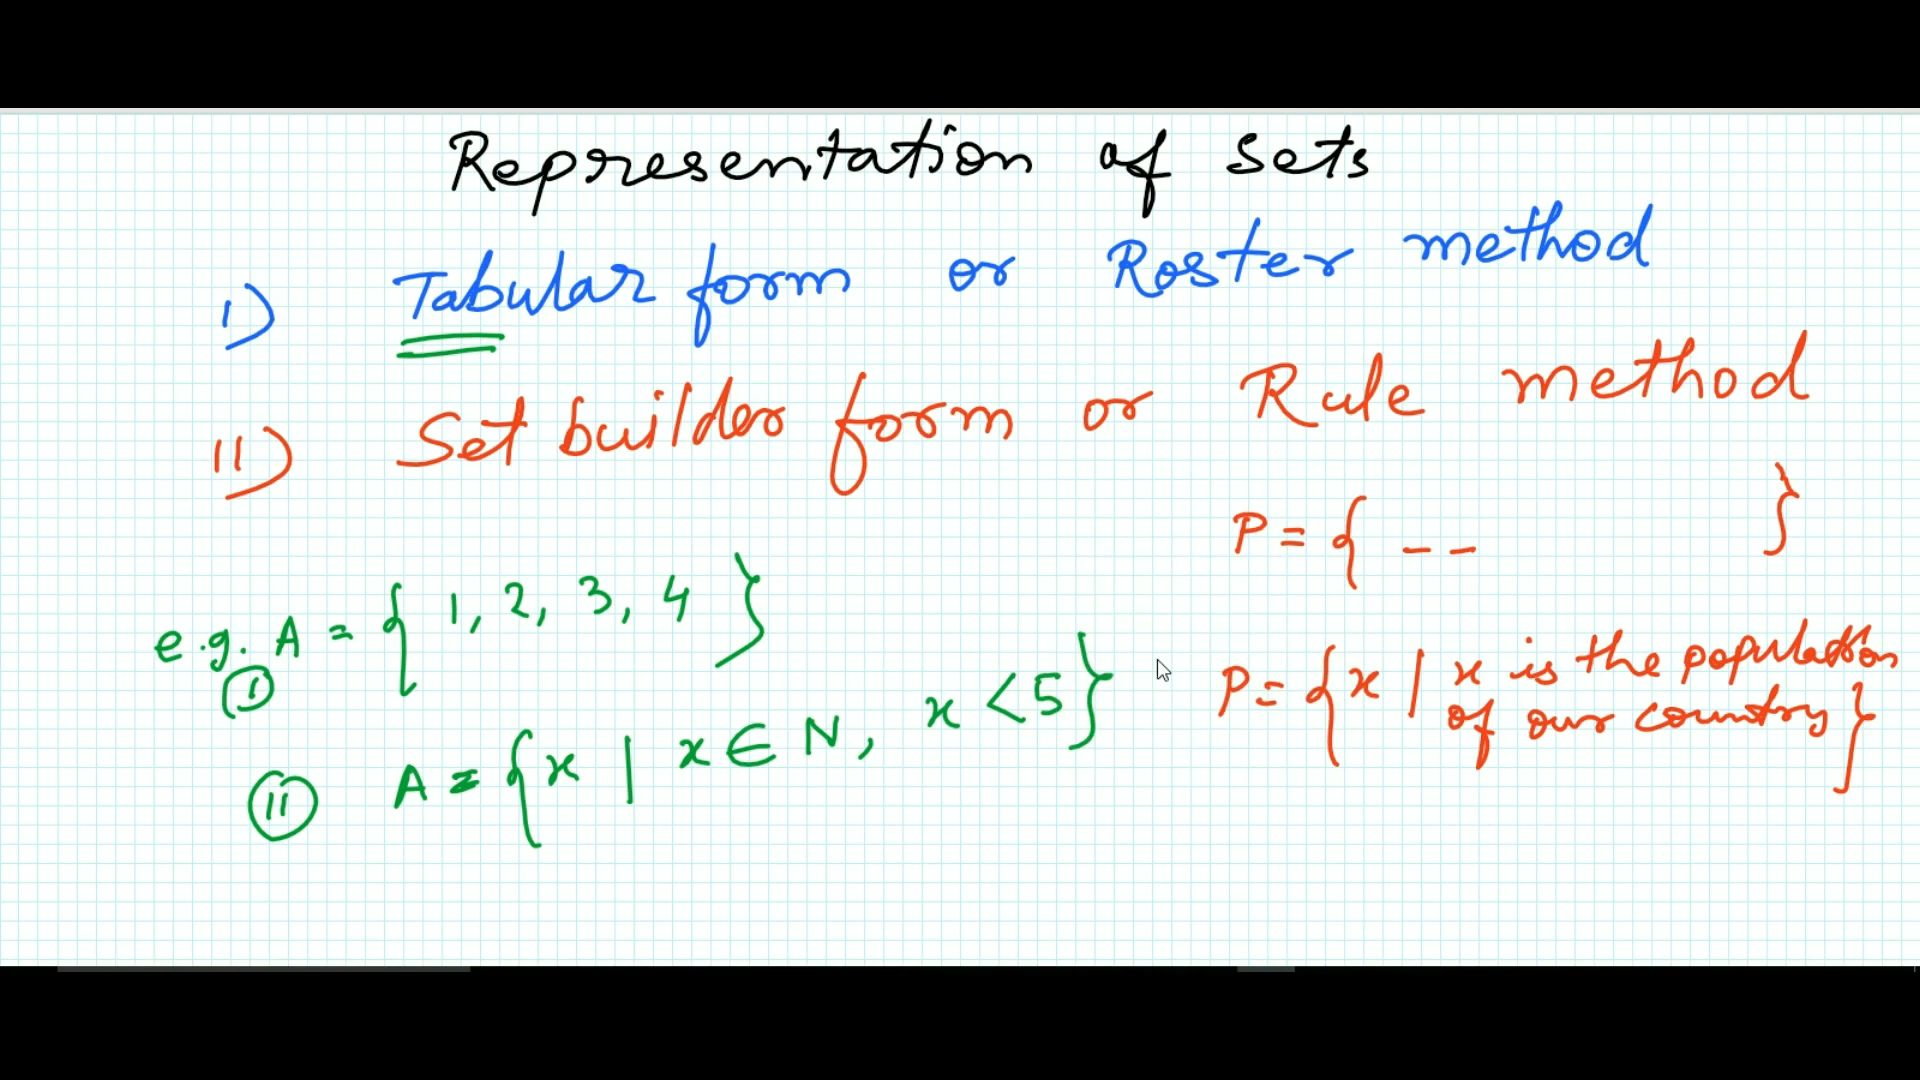 Representation of sets
I) Tabular form or Roster method
II) Set builder form or Rule method
P = { - - }
e.g. A = { 1, 2, 3, 4 }
(I)
(II) A = { x | x ∈ N, x < 5 }
P = { x | x is the population
of our country }